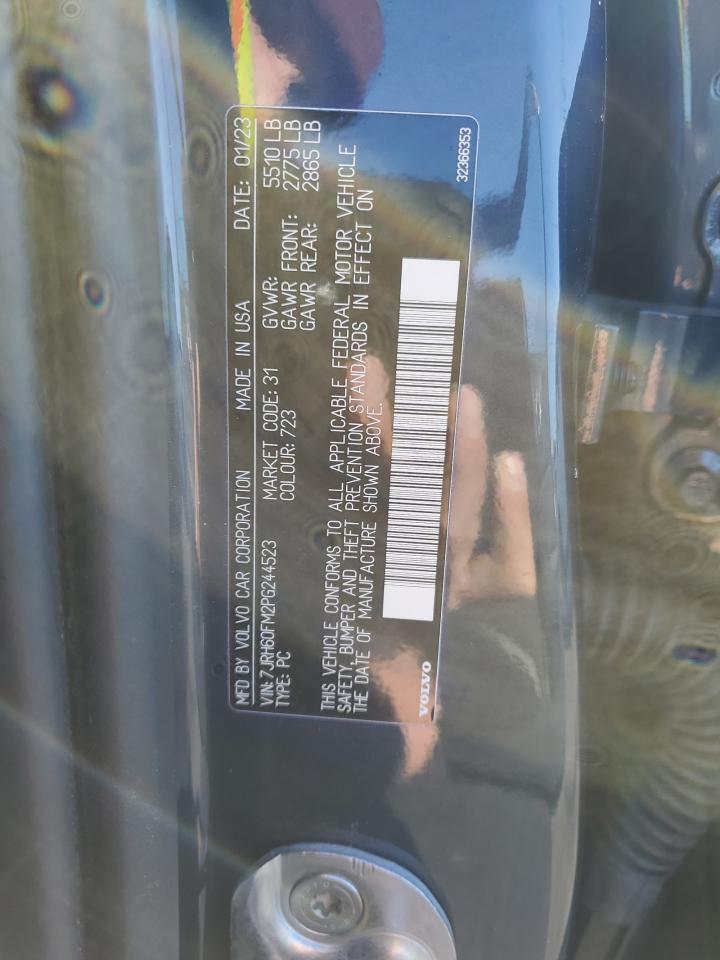 MFD BY VOLVO CAR CORPORATION MADE IN USA DATE: 01/23
VIN: 7JRH60FM2PG244523 MARKET CODE: 31 GVWR: 5510 LB
TYPE: PC COLOUR: 723 GAWR FRONT: 2775 LB
GAWR REAR: 2865 LB
THIS VEHICLE CONFORMS TO ALL APPLICABLE FEDERAL MOTOR VEHICLE
SAFETY, BUMPER AND THEFT PREVENTION STANDARDS IN EFFECT ON
THE DATE OF MANUFACTURE SHOWN ABOVE.
VOLVO 32366353